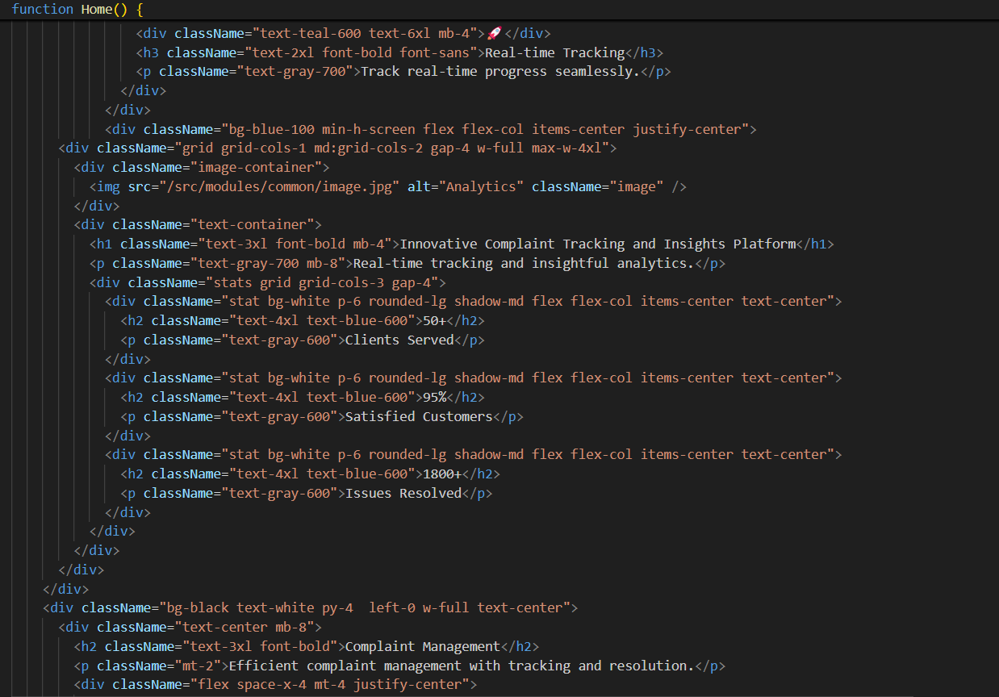 function Home() {
<div className="text-teal-600 text-6xl mb-4">🚀</div>
<h3 className="text-2xl font-bold font-sans">Real-time Tracking</h3>
<p className="text-gray-700">Track real-time progress seamlessly.</p>
</div>
</div>
<div className="bg-blue-100 min-h-screen flex flex-col items-center justify-center">
<div className="grid grid-cols-1 md:grid-cols-2 gap-4 w-full max-w-4xl">
<div className="image-container">
<img src="/src/modules/common/image.jpg" alt="Analytics" className="image" />
</div>
<div className="text-container">
<h1 className="text-3xl font-bold mb-4">Innovative Complaint Tracking and Insights Platform</h1>
<p className="text-gray-700 mb-8">Real-time tracking and insightful analytics.</p>
<div className="stats grid grid-cols-3 gap-4">
<div className="stat bg-white p-6 rounded-lg shadow-md flex flex-col items-center text-center">
<h2 className="text-4xl text-blue-600">50+</h2>
<p className="text-gray-600">Clients Served</p>
</div>
<div className="stat bg-white p-6 rounded-lg shadow-md flex flex-col items-center text-center">
<h2 className="text-4xl text-blue-600">95%</h2>
<p className="text-gray-600">Satisfied Customers</p>
</div>
<div className="stat bg-white p-6 rounded-lg shadow-md flex flex-col items-center text-center">
<h2 className="text-4xl text-blue-600">1800+</h2>
<p className="text-gray-600">Issues Resolved</p>
</div>
</div>
</div>
</div>
</div>
<div className="bg-black text-white py-4  left-0 w-full text-center">
<div className="text-center mb-8">
<h2 className="text-3xl font-bold">Complaint Management</h2>
<p className="mt-2">Efficient complaint management with tracking and resolution.</p>
<div className="flex space-x-4 mt-4 justify-center">